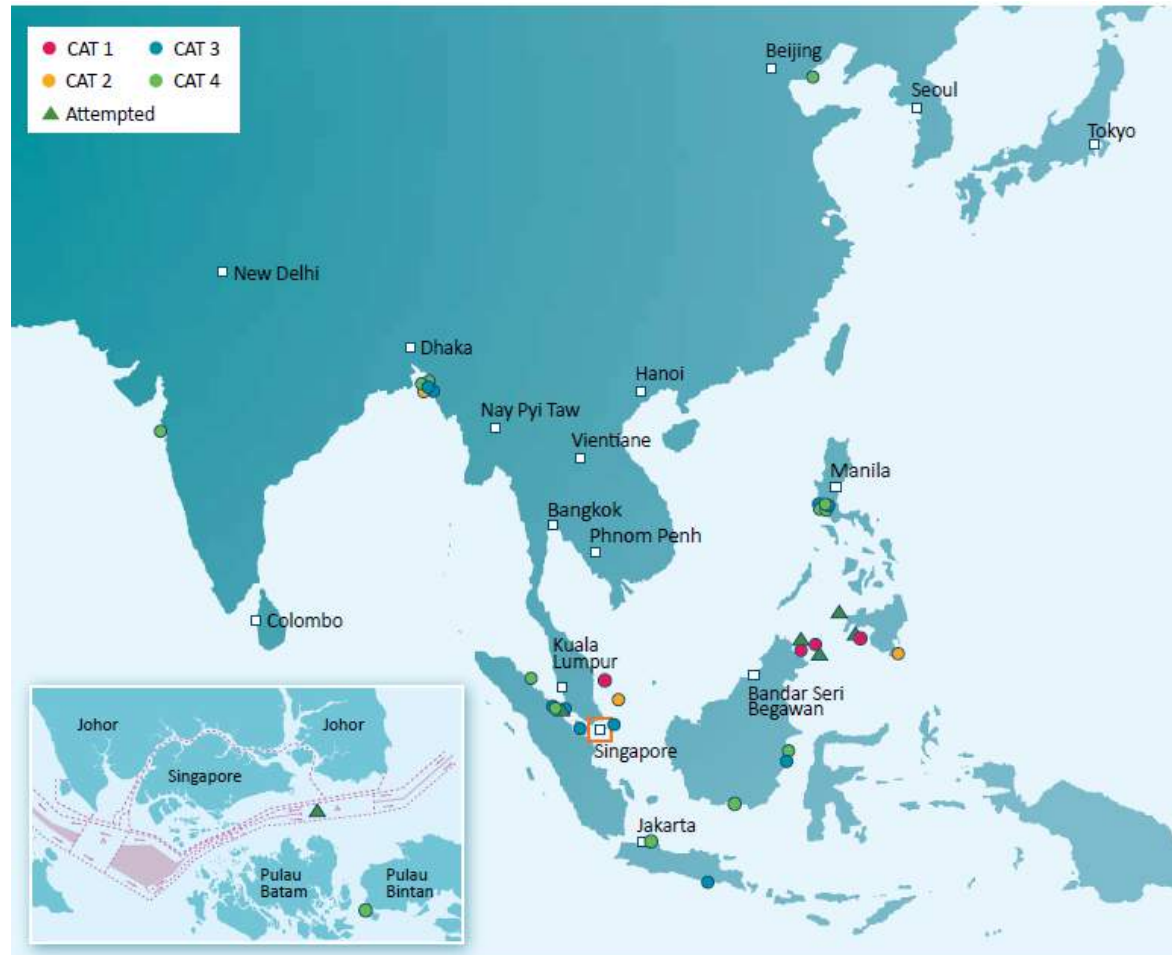 CAT 1
CAT 3
CAT 2
CAT 4
Attempted
Beijing
Seoul
Tokyo
New Delhi
Dhaka
Hanoi
Nay Pyi Taw
Vientiane
Manila
Bangkok
Phnom Penh
Colombo
Kuala
Lumpur
Bandar Seri
Begawan
Singapore
Jakarta
Johor
Johor
Singapore
Pulau
Batam
Pulau
Bintan